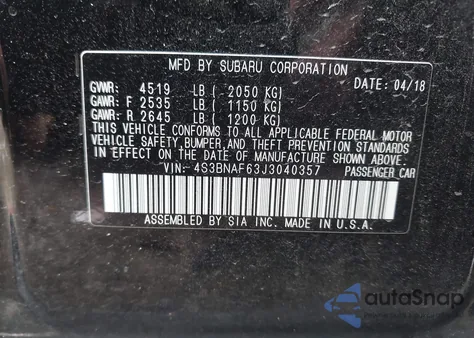 MFD BY SUBARU CORPORATION
DATE: 04/18
GVWR: 4519 LB ( 2050 KG)
GAWR: F 2535 LB ( 1150 KG)
GAWR: R 2645 LB ( 1200 KG)
THIS VEHICLE CONFORMS TO ALL APPLICABLE FEDERAL MOTOR
VEHICLE SAFETY, BUMPER, AND THEFT PREVENTION STANDARDS
IN EFFECT ON THE DATE OF MANUFACTURE SHOWN ABOVE.
VIN: 4S3BNAF63J3040357 PASSENGER CAR
ASSEMBLED BY SIA INC. MADE IN U.S.A.
autoSnap